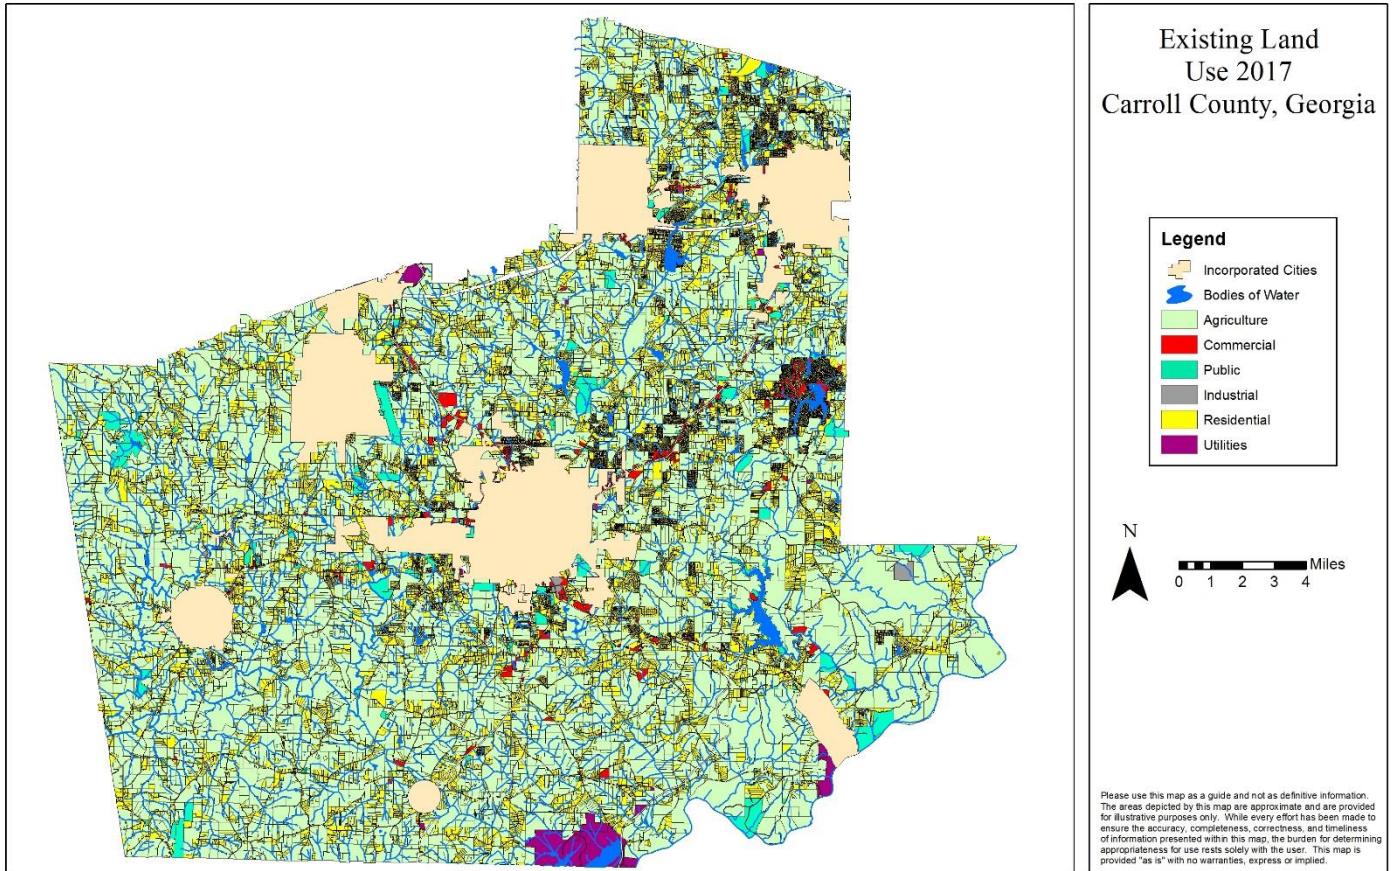 Existing Land
Use 2017
Carroll County, Georgia
Legend
Incorporated Cities
Bodies of Water
Agriculture
Commercial
Public
Industrial
Residential
Utilities
N
0 1 2 3 4 Miles
Please use this map as a guide and not as definitive information.
The areas depicted by this map are approximate and are provided
for illustrative purposes only. While every effort has been made to
ensure the accuracy, completeness, correctness, and timeliness
of information presented within this map, the burden for determining
appropriateness for use rests solely with the user. This map is
provided "as is" with no warranties, express or implied.